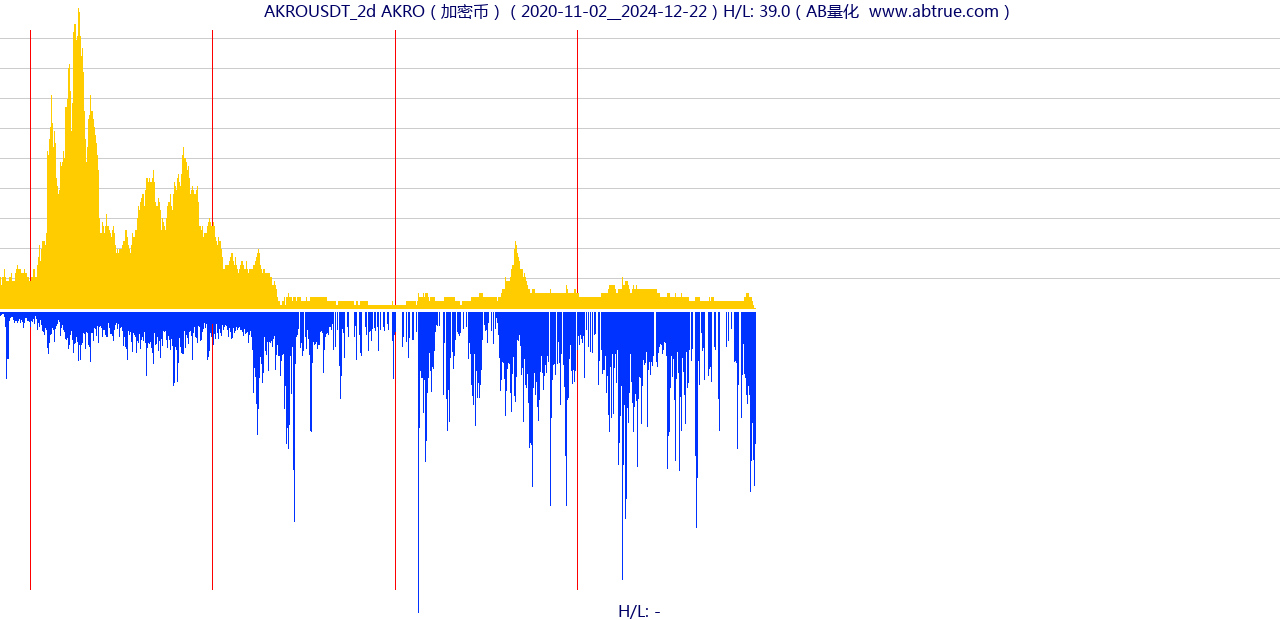 AKROUSDT_2d AKRO ( 加密币 ) ( 2020-11-02__2024-12-22 ) H/L: 39.0 ( AB量化  www.abtrue.com )
H/L: -